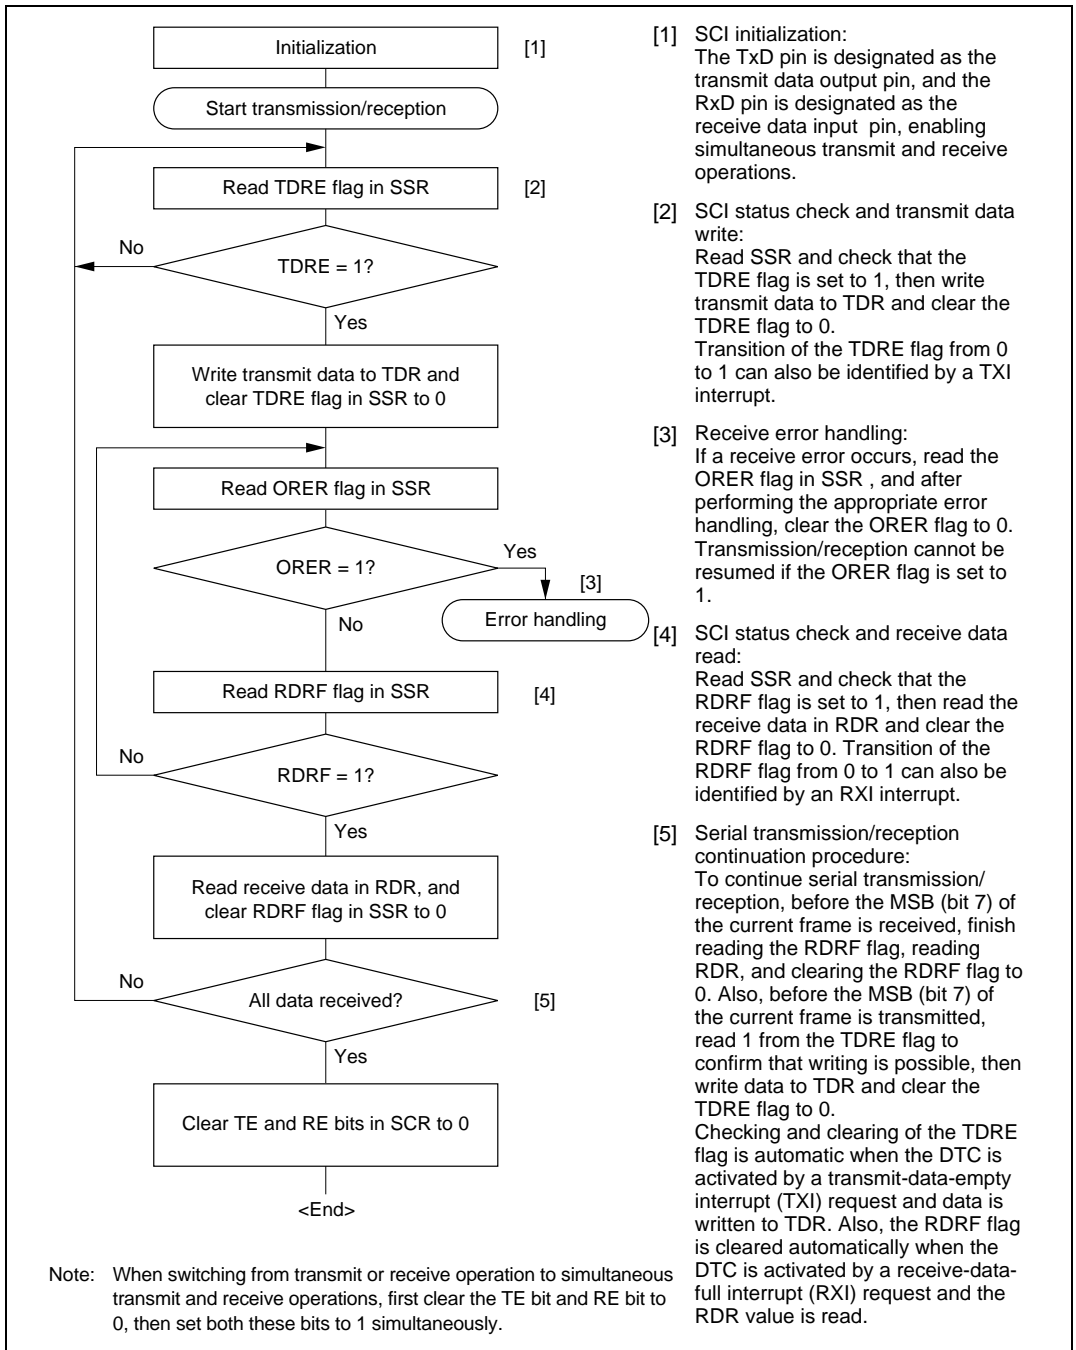 Initialization [1]
Start transmission/reception
Read TDRE flag in SSR [2]
No
TDRE = 1?
Yes
Write transmit data to TDR and
clear TDRE flag in SSR to 0
Read ORER flag in SSR
ORER = 1?
Yes
[3]
Error handling
No
Read RDRF flag in SSR [4]
No
RDRF = 1?
Yes
Read receive data in RDR, and
clear RDRF flag in SSR to 0
No
All data received? [5]
Yes
Clear TE and RE bits in SCR to 0
<End>
[1] SCI initialization:
The TxD pin is designated as the
transmit data output pin, and the
RxD pin is designated as the
receive data input pin, enabling
simultaneous transmit and receive
operations.
[2] SCI status check and transmit data
write:
Read SSR and check that the
TDRE flag is set to 1, then write
transmit data to TDR and clear the
TDRE flag to 0.
Transition of the TDRE flag from 0
to 1 can also be identified by a TXI
interrupt.
[3] Receive error handling:
If a receive error occurs, read the
ORER flag in SSR , and after
performing the appropriate error
handling, clear the ORER flag to 0.
Transmission/reception cannot be
resumed if the ORER flag is set to
1.
[4] SCI status check and receive data
read:
Read SSR and check that the
RDRF flag is set to 1, then read the
receive data in RDR and clear the
RDRF flag to 0. Transition of the
RDRF flag from 0 to 1 can also be
identified by an RXI interrupt.
[5] Serial transmission/reception
continuation procedure:
To continue serial transmission/
reception, before the MSB (bit 7) of
the current frame is received, finish
reading the RDRF flag, reading
RDR, and clearing the RDRF flag to
0. Also, before the MSB (bit 7) of
the current frame is transmitted,
read 1 from the TDRE flag to
confirm that writing is possible, then
write data to TDR and clear the
TDRE flag to 0.
Checking and clearing of the TDRE
flag is automatic when the DTC is
activated by a transmit-data-empty
interrupt (TXI) request and data is
written to TDR. Also, the RDRF flag
is cleared automatically when the
DTC is activated by a receive-data-
full interrupt (RXI) request and the
RDR value is read.
Note: When switching from transmit or receive operation to simultaneous
transmit and receive operations, first clear the TE bit and RE bit to
0, then set both these bits to 1 simultaneously.